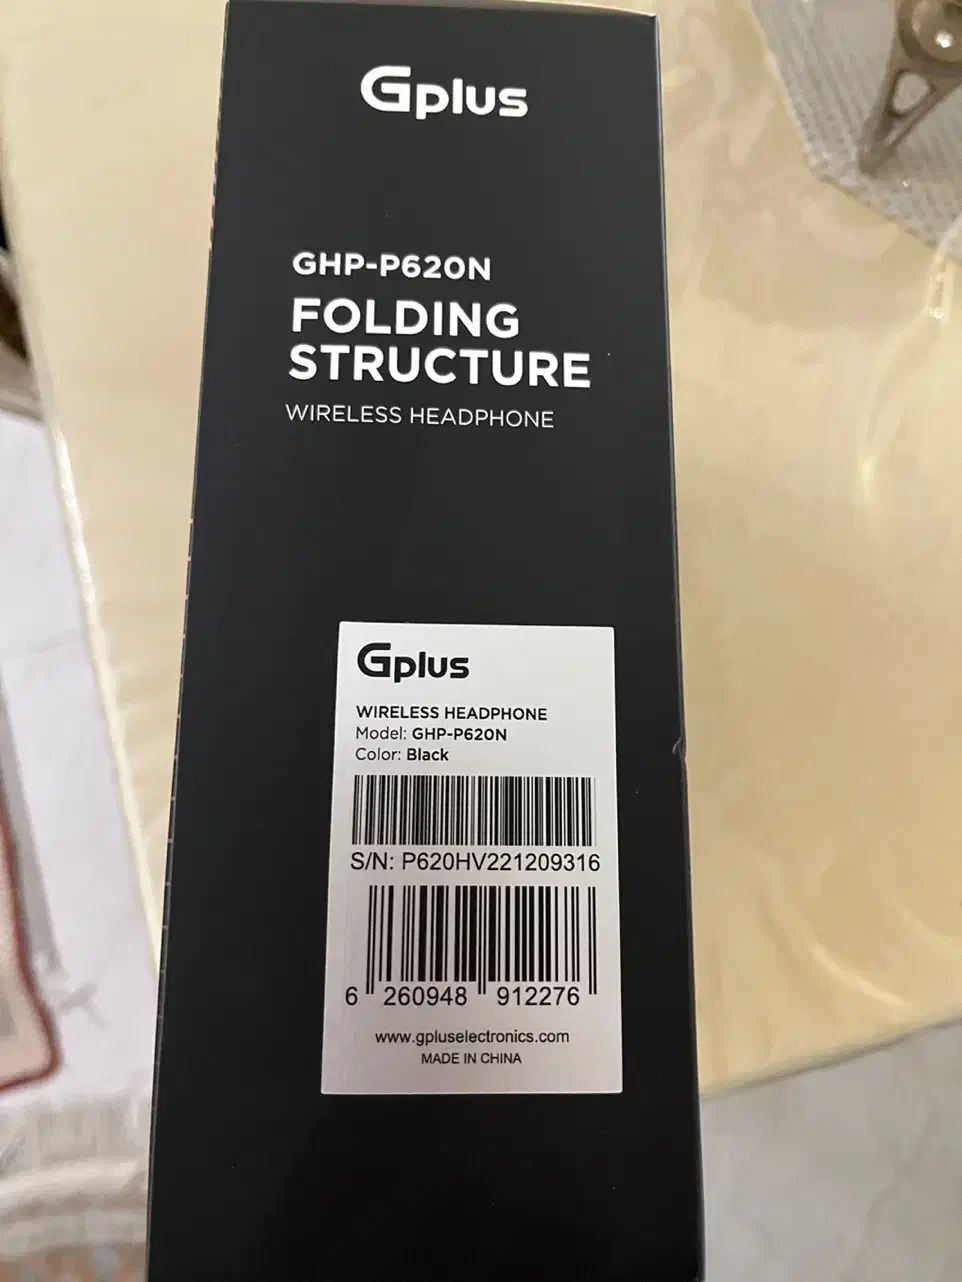 Gplus
GHP-P620N
FOLDING
STRUCTURE
WIRELESS HEADPHONE
Gplus
WIRELESS HEADPHONE
Model: GHP-P620N
Color: Black
S/N: P620HV221209316
6 260948 912276
www.gpluselectronics.com
MADE IN CHINA